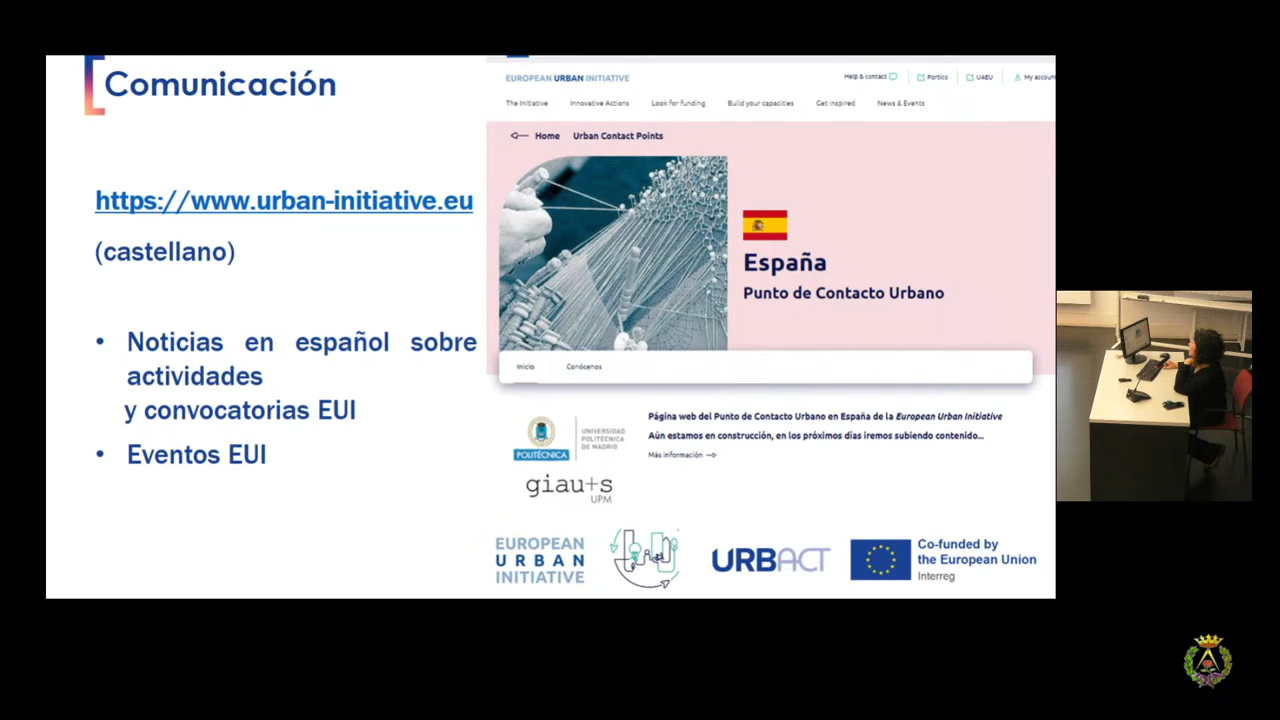 Comunicación
https://www.urban-initiative.eu
(castellano)
• Noticias en español sobre
actividades
y convocatorias EUI
• Eventos EUI
EUROPEAN URBAN INITIATIVE
Help & contact
Portico
UAEU
My accoun
The Initiative
Innovative Actions
Look for funding
Build your capacities
Get inspired
News & Events
Home
Urban Contact Points
España
Punto de Contacto Urbano
Inicio
Conócenos
POLITÉCNICA
UNIVERSIDAD
POLITÉCNICA
DE MADRID
giau+s
UPM
Página web del Punto de Contacto Urbano en España de la European Urban Initiative
Aún estamos en construcción, en los próximos días iremos subiendo contenido...
Más información
EUROPEAN
URBAN
INITIATIVE
URBACT
Co-funded by
the European Union
Interreg